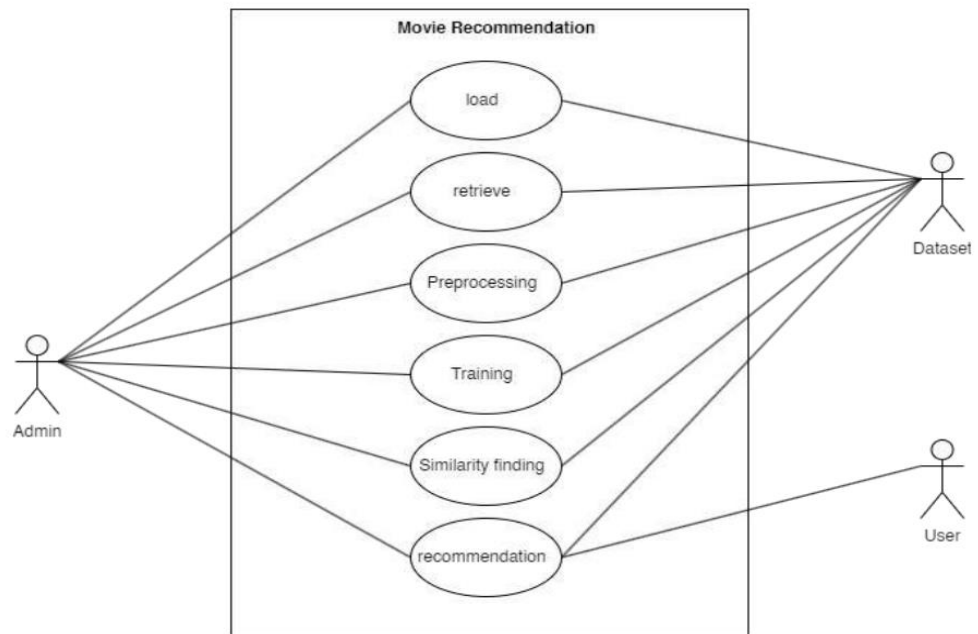 Movie Recommendation
load
retrieve
Preprocessing
Training
Similarity finding
recommendation
Admin
Dataset
User